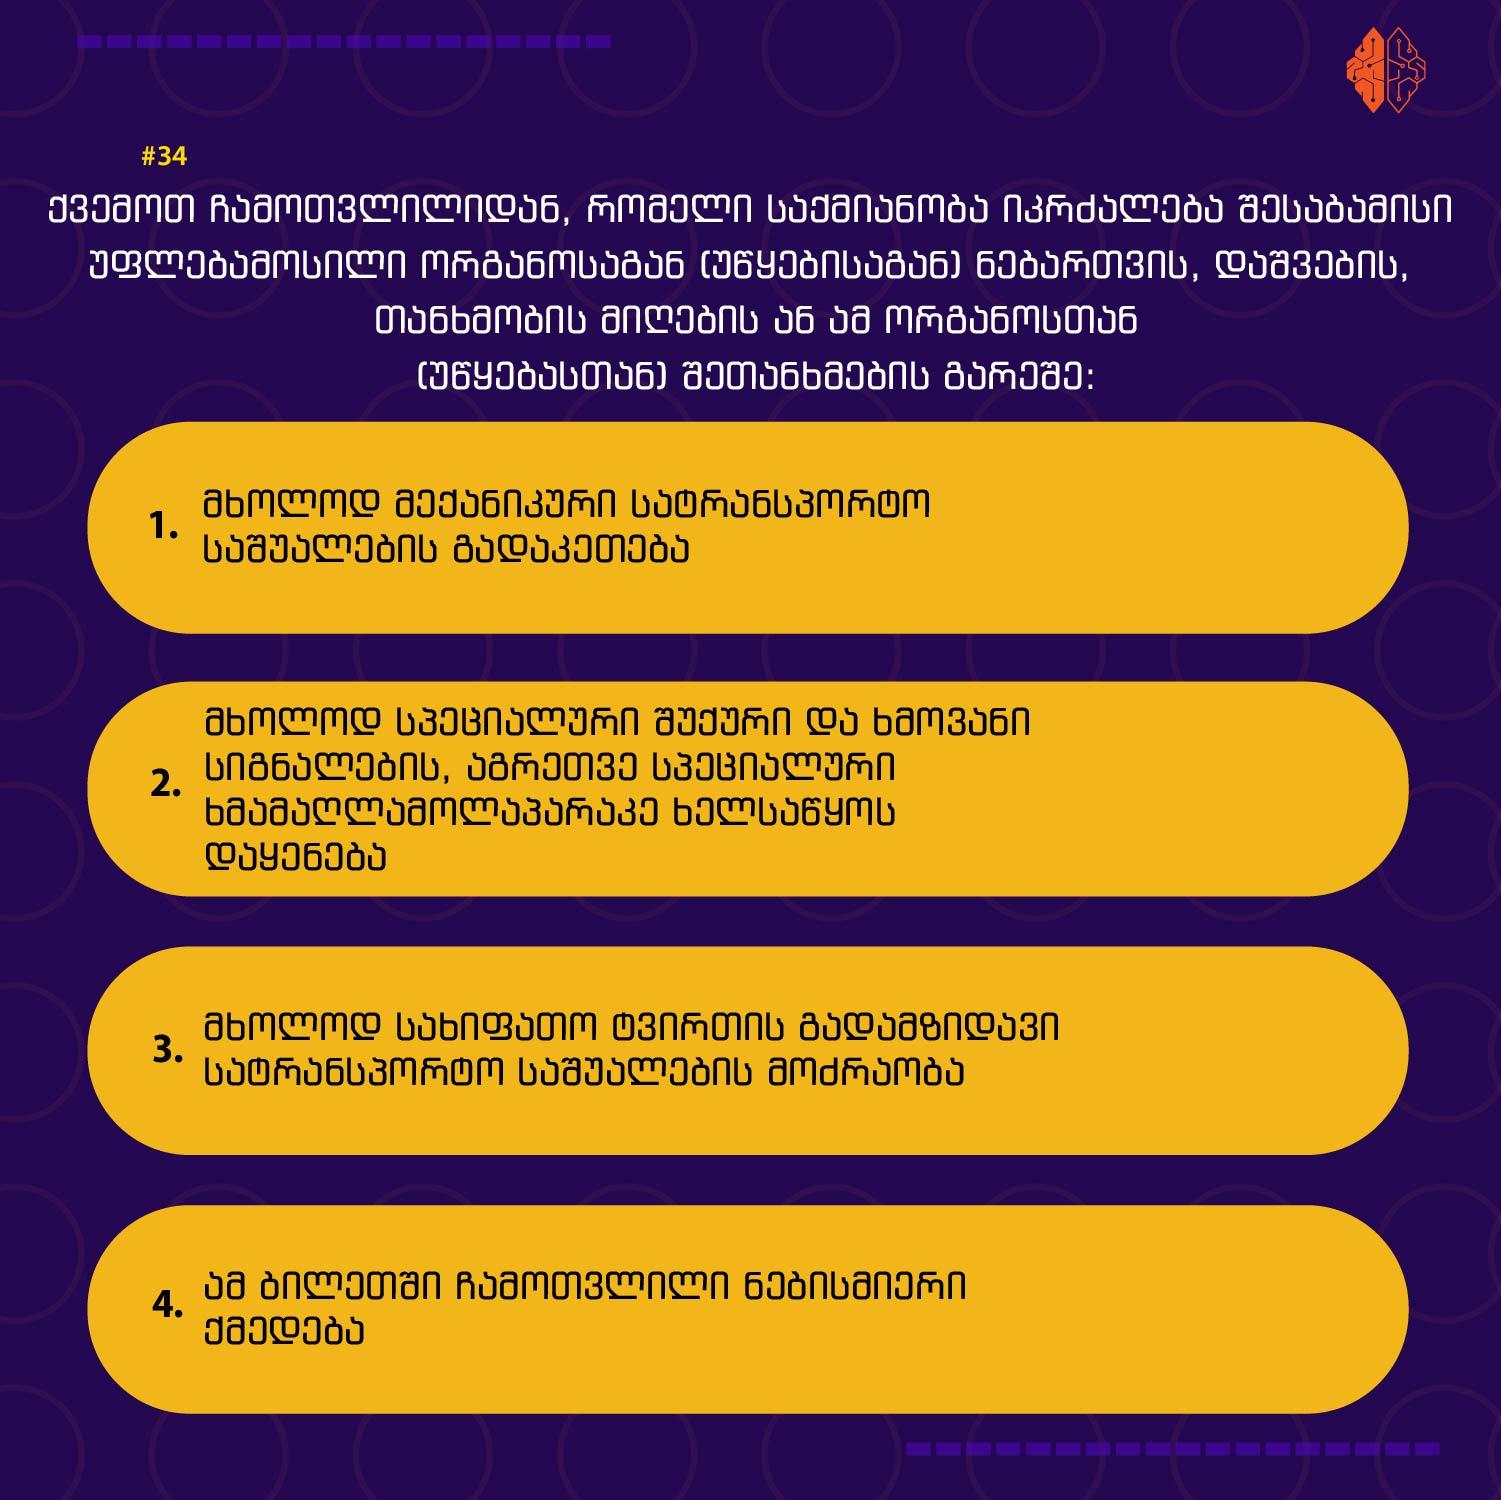 #34
ქვემოთ ჩამოთვლილიდან, რომელი საქმიანობა იკრძალება შესაბამისი
უფლებამოსილი ორგანოსაგან (უწყებისაგან) ნებართვის, დაშვების,
თანხმობის მიღების ან ამ ორგანოსთან
(უწყებასთან) შეთანხმების გარეშე:
1. მხოლოდ მექანიკური სატრანსპორტო
საშუალების გადაკეთება
2. მხოლოდ სპეციალური შუქური და ხმოვანი
სიგნალების, აგრეთვე სპეციალური
ხმამაღლამოლაპარაკე ხელსაწყოს
დაყენება
3. მხოლოდ სახიფათო ტვირთის გადამზიდავი
სატრანსპორტო საშუალების მოძრაობა
4. ამ ბილეთში ჩამოთვლილი ნებისმიერი
ქმედება